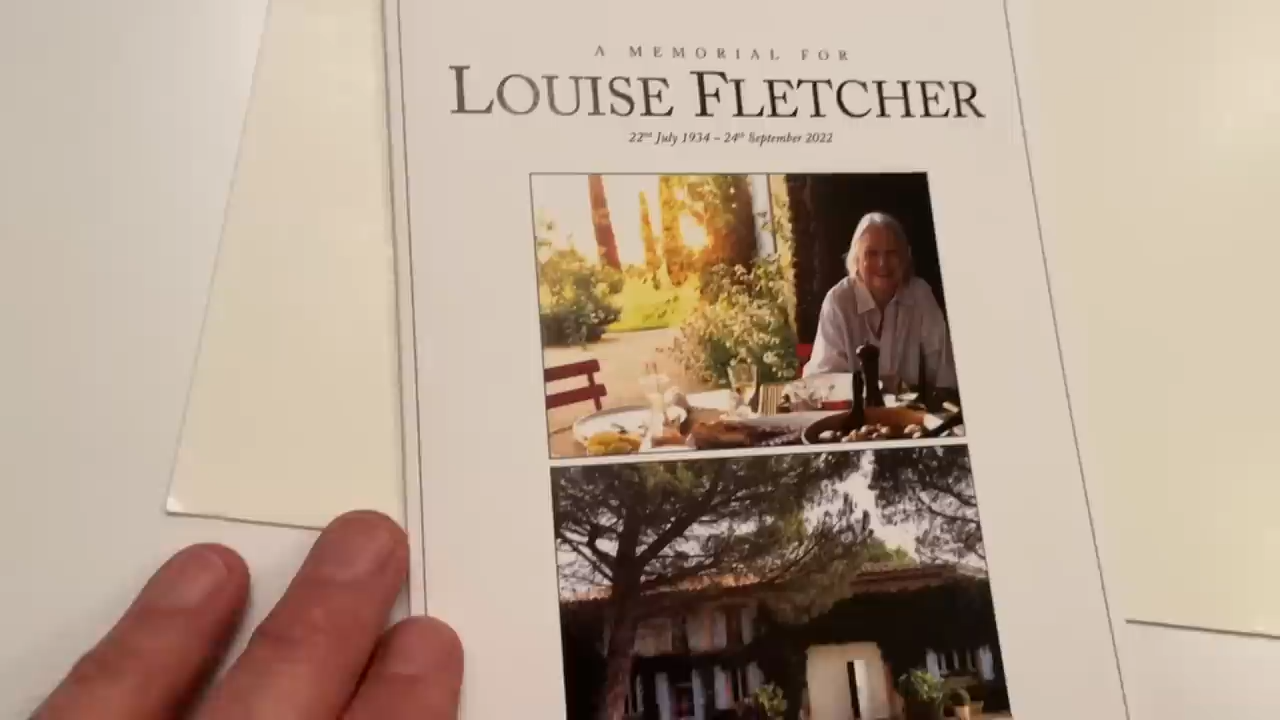 A MEMORIAL FOR
LOUISE FLETCHER
22nd July 1934 – 24th September 2022